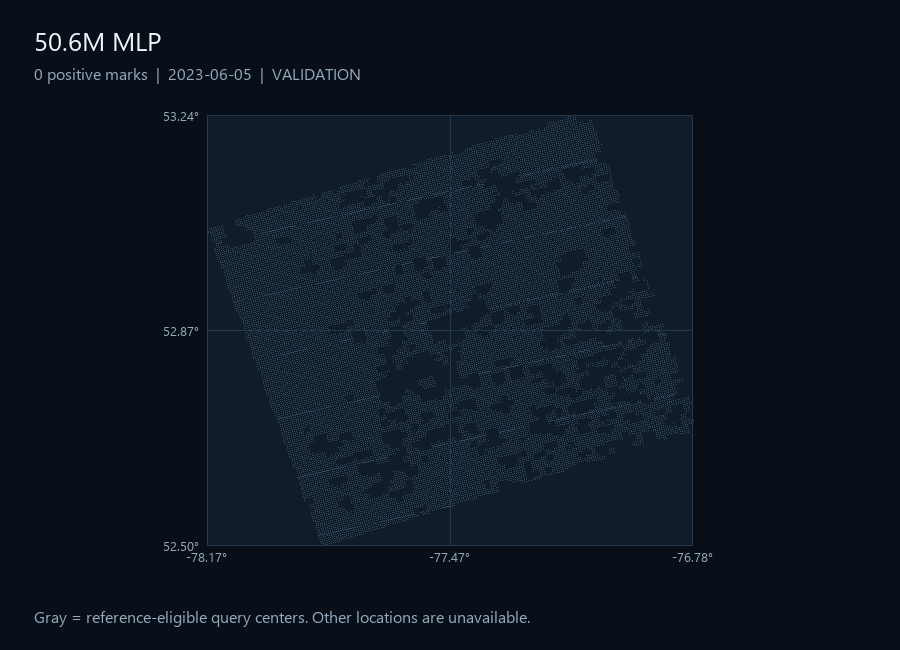 50.6M MLP
0 positive marks | 2023-06-05 | VALIDATION
53.24°
52.87°
52.50°
-78.17°
-77.47°
-76.78°
Gray = reference-eligible query centers. Other locations are unavailable.